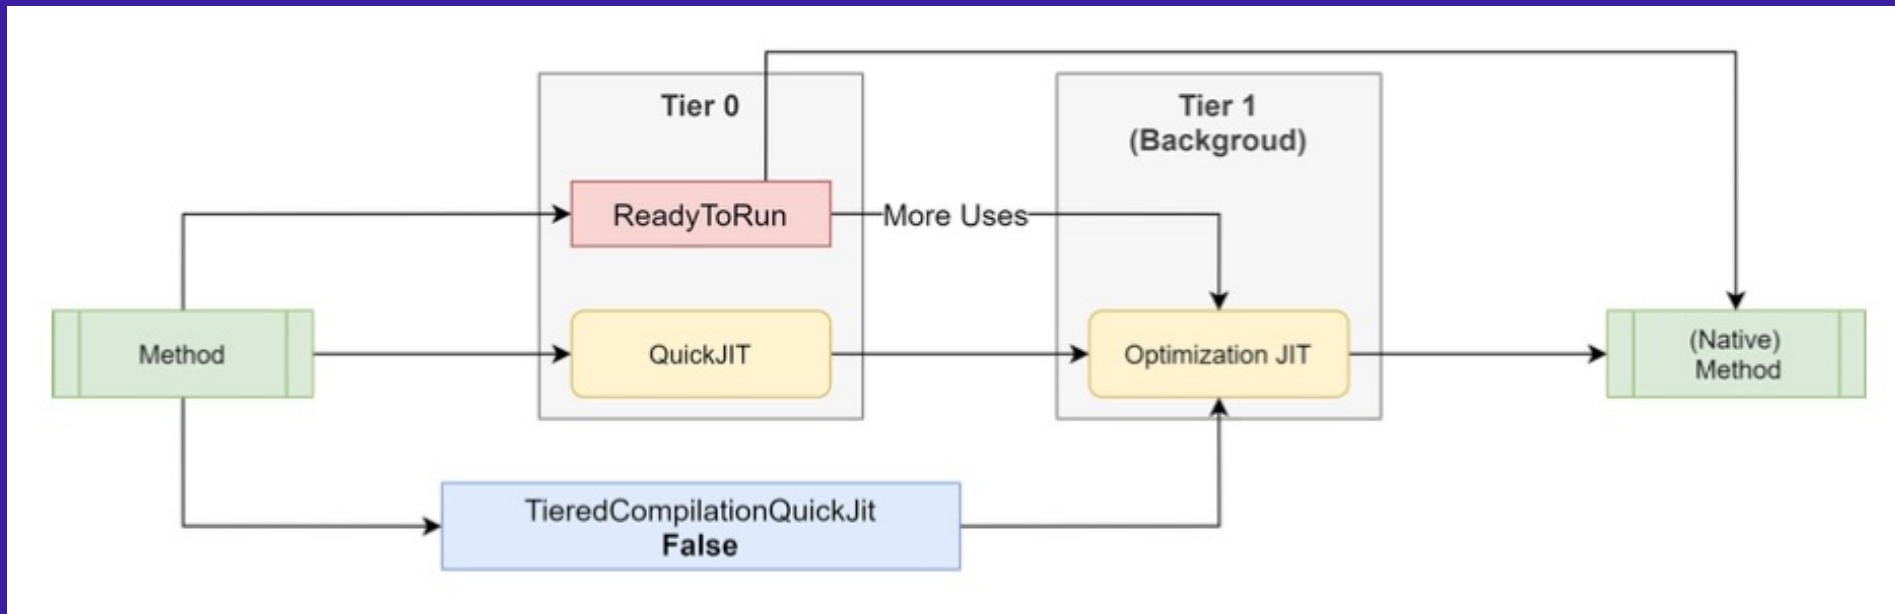 Tier 0
Tier 1
(Backgroud)
ReadyToRun
More Uses
Method
QuickJIT
Optimization JIT
(Native)
Method
TieredCompilationQuickJit
False